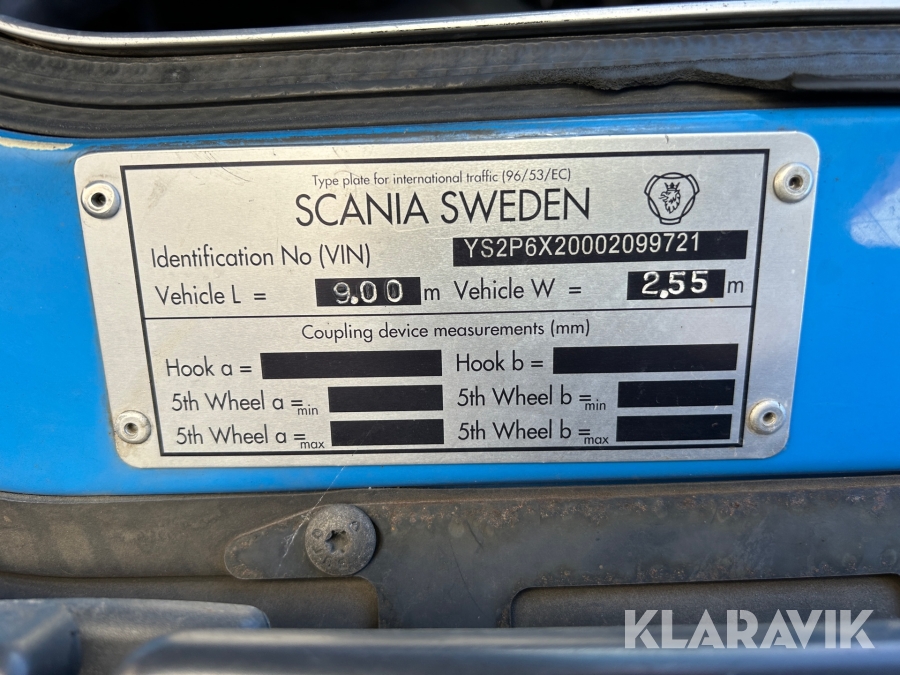 Type plate for international traffic (96/53/EC)
SCANIA SWEDEN
Identification No (VIN) YS2P6X20002099721
Vehicle L = 9.00 m Vehicle W = 2.55 m
Coupling device measurements (mm)
Hook a = Hook b =
5th Wheel a =min 5th Wheel b =min
5th Wheel a =max 5th Wheel b =max
KLARAVIK